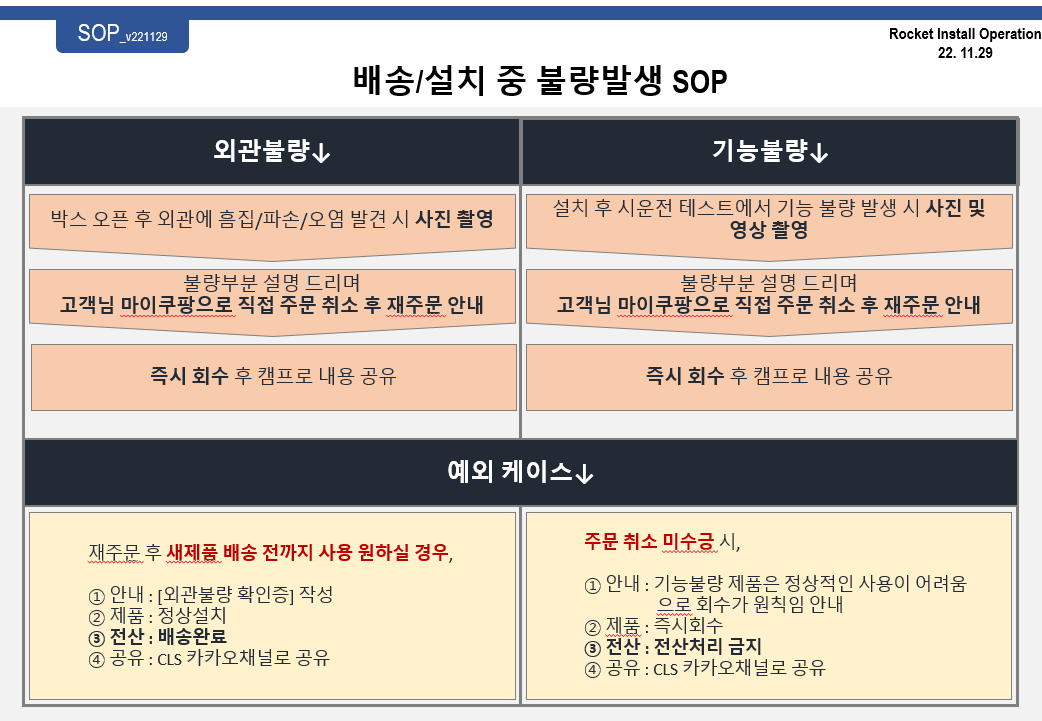 SOP_v221129
Rocket Install Operation
22. 11.29
배송/설치 중 불량발생 SOP
외관불량↓
박스 오픈 후 외관에 흠집/파손/오염 발견 시 사진 촬영
불량부분 설명 드리며
고객님 마이쿠팡으로 직접 주문 취소 후 재주문 안내
즉시 회수 후 캠프로 내용 공유
기능불량↓
설치 후 시운전 테스트에서 기능 불량 발생 시 사진 및
영상 촬영
불량부분 설명 드리며
고객님 마이쿠팡으로 직접 주문 취소 후 재주문 안내
즉시 회수 후 캠프로 내용 공유
예외 케이스↓
재주문 후 새제품 배송 전까지 사용 원하실 경우,
① 안내 : [외관불량 확인증] 작성
② 제품 : 정상설치
③ 전산 : 배송완료
④ 공유 : CLS 카카오채널로 공유
주문 취소 미수긍 시,
① 안내 : 기능불량 제품은 정상적인 사용이 어려움
으로 회수가 원칙임 안내
② 제품 : 즉시회수
③ 전산 : 전산처리 금지
④ 공유 : CLS 카카오채널로 공유